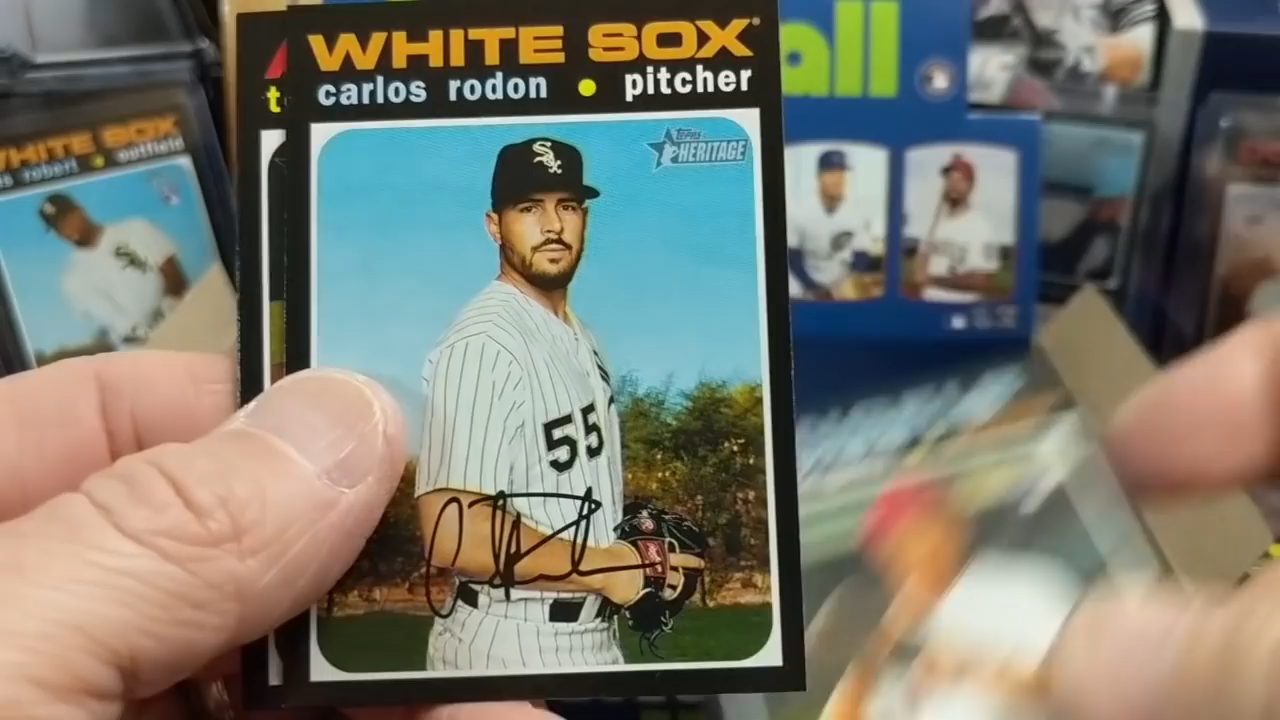 WHITE SOX
carlos rodon • pitcher
TOPPS
HERITAGE
55
all
WHITE SOX
robert • outfield
t